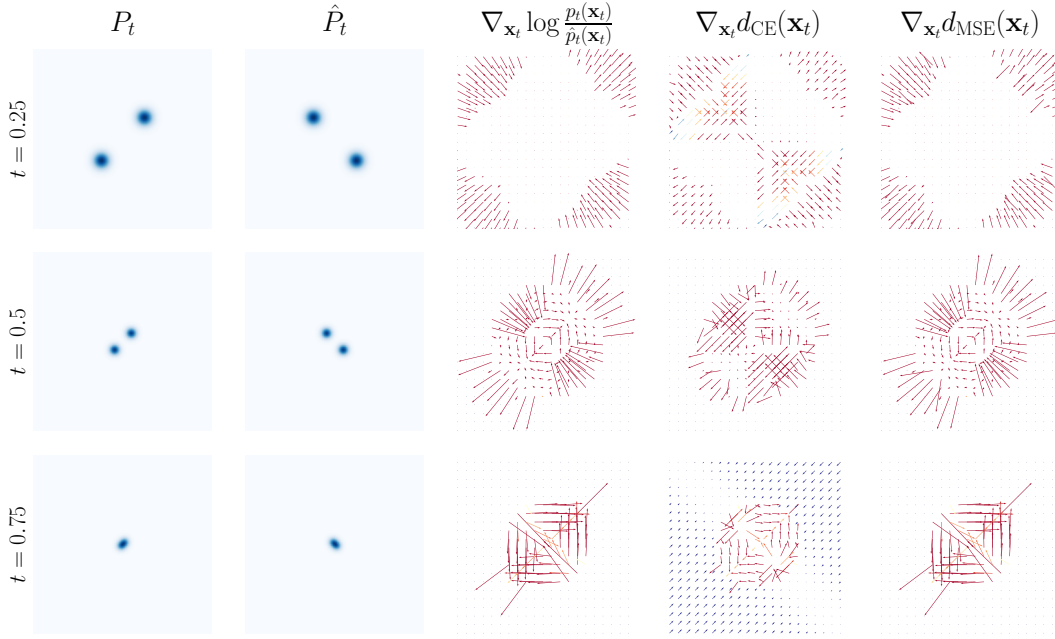 $P_t$ $\hat{P}_t$ $\nabla_{\mathbf{x}_t} \log \frac{p_t(\mathbf{x}_t)}{\hat{p}_t(\mathbf{x}_t)}$ $\nabla_{\mathbf{x}_t} d_{\mathrm{CE}}(\mathbf{x}_t)$ $\nabla_{\mathbf{x}_t} d_{\mathrm{MSE}}(\mathbf{x}_t)$
$t = 0.25$
$t = 0.5$
$t = 0.75$